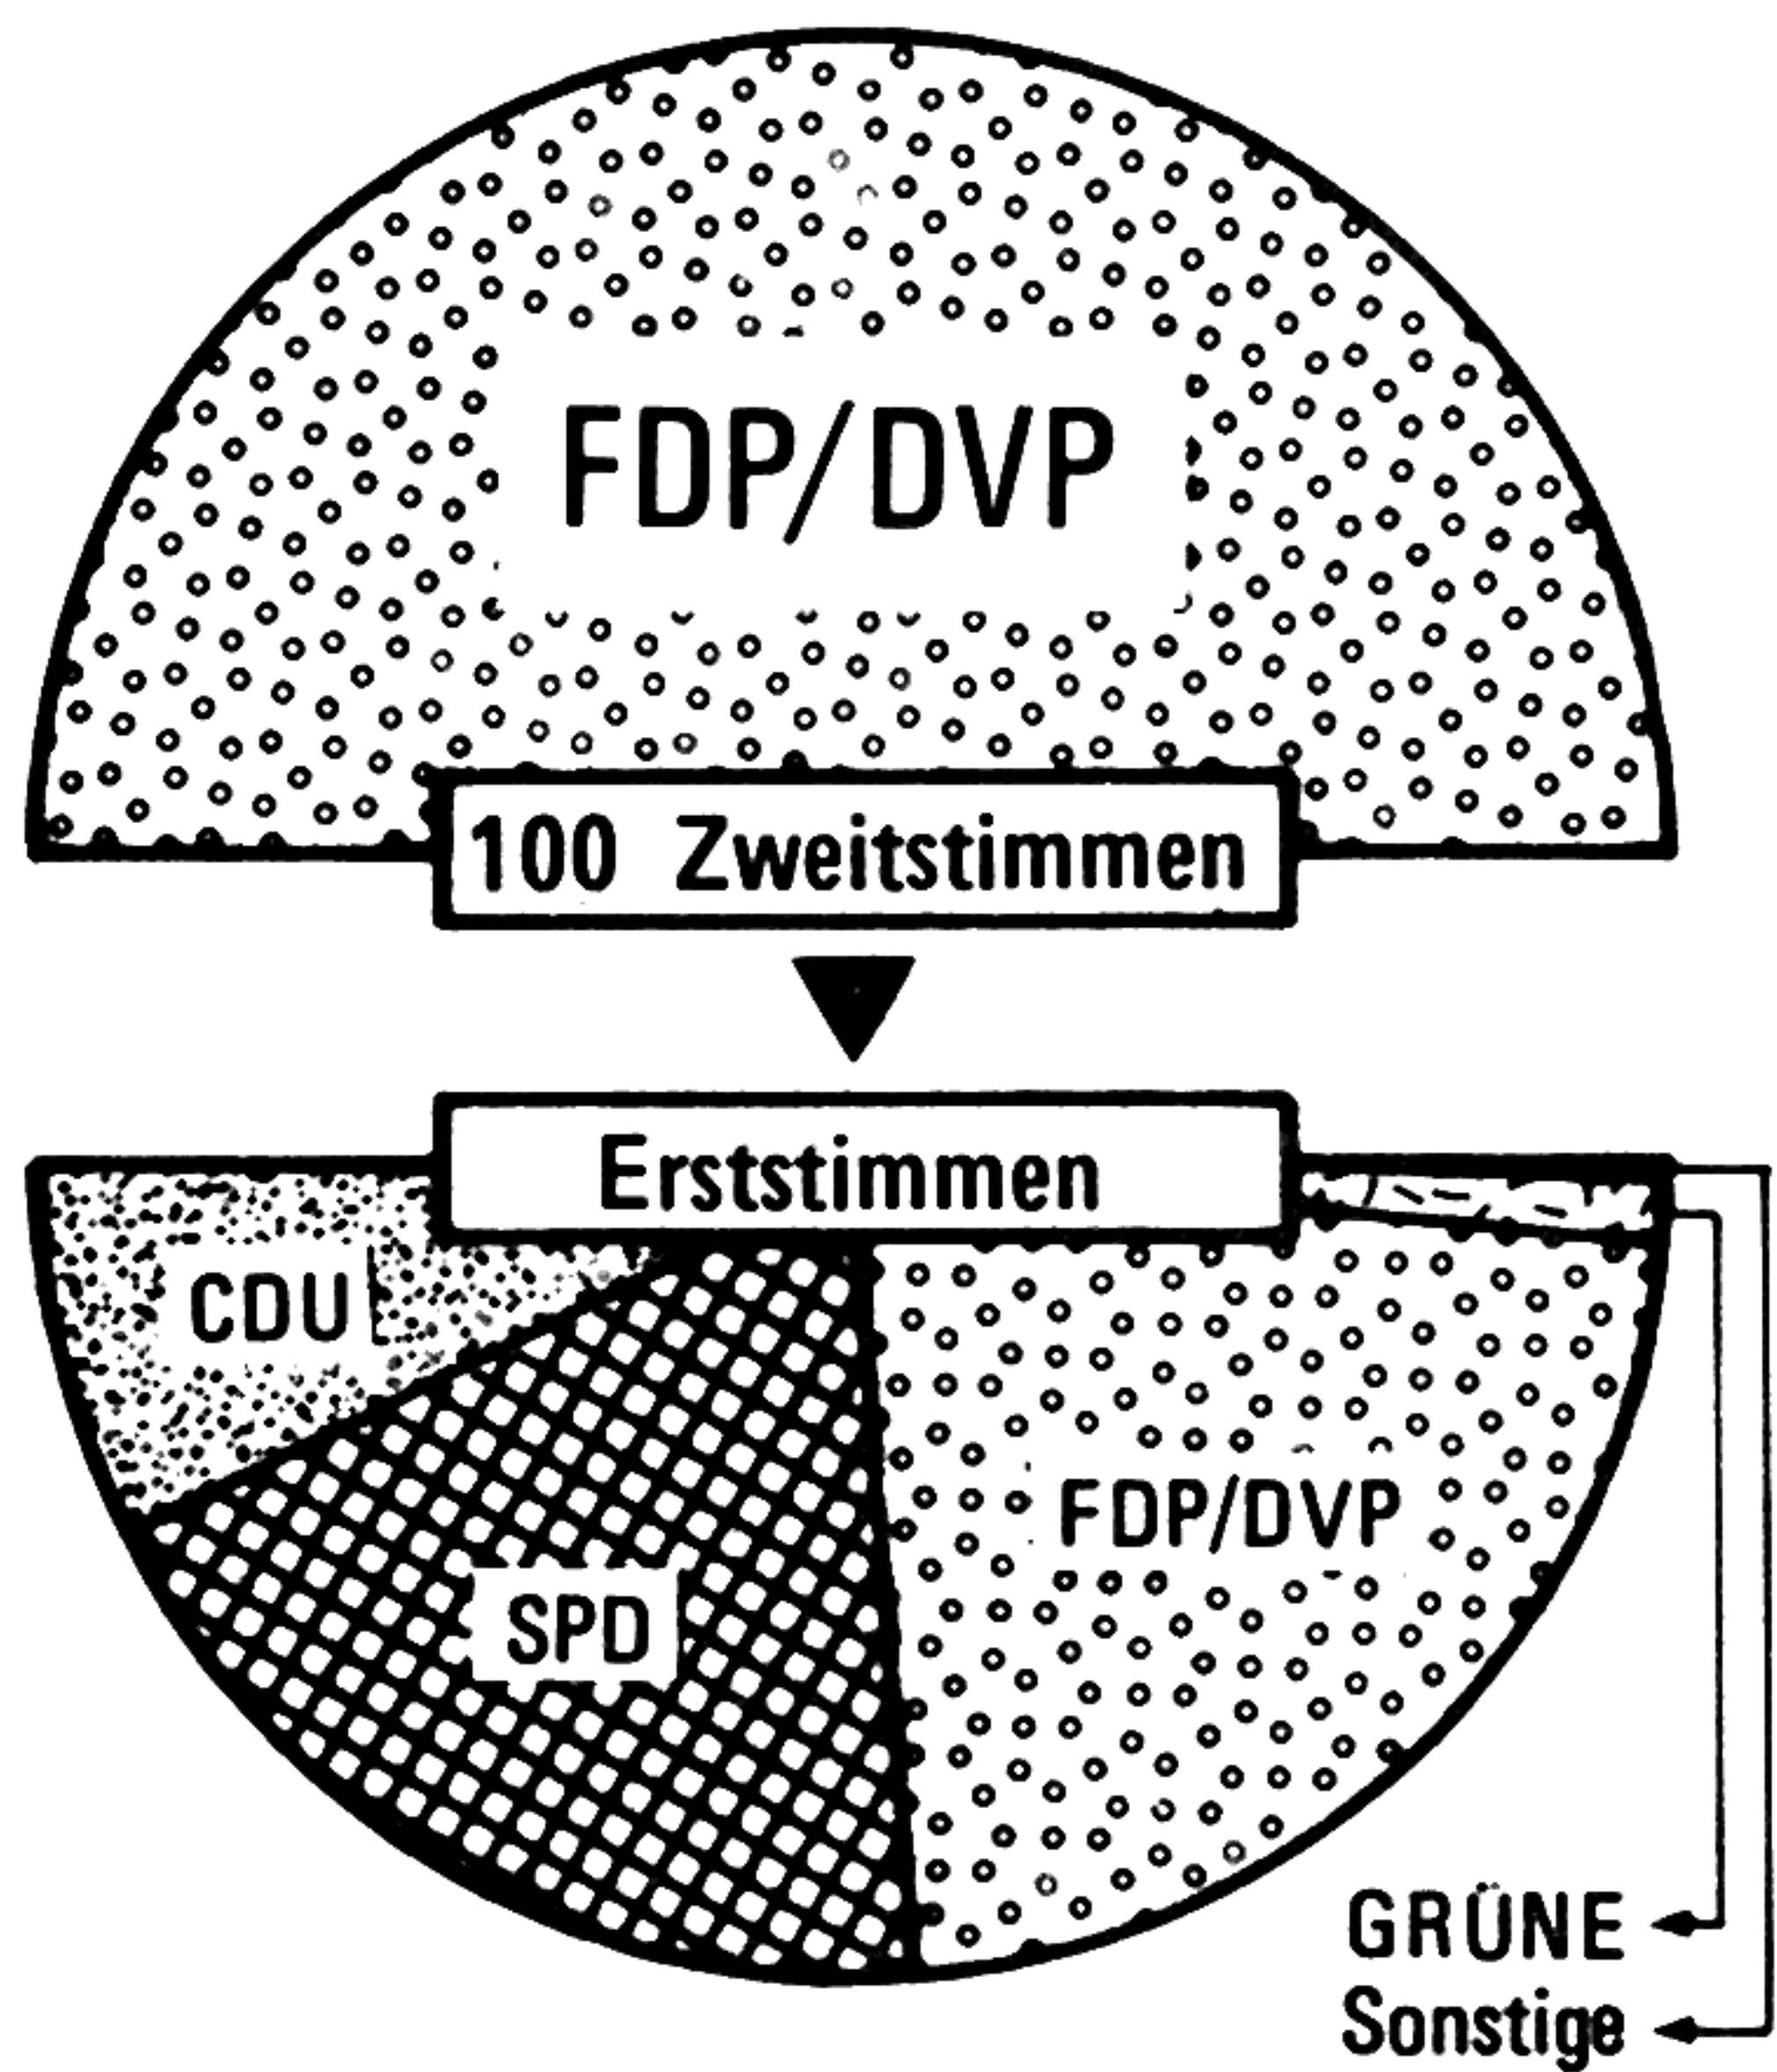 FDP/DVP
100 Zweitstimmen
Erststimmen
CDU
FDP/DVP
SPD
GRÜNE
Sonstige